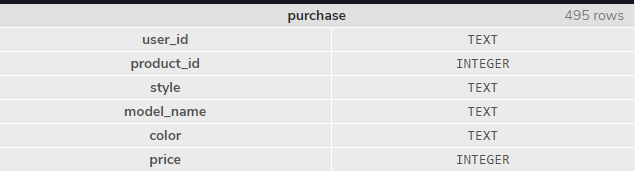 purchase 495 rows
user_id TEXT
product_id INTEGER
style TEXT
model_name TEXT
color TEXT
price INTEGER